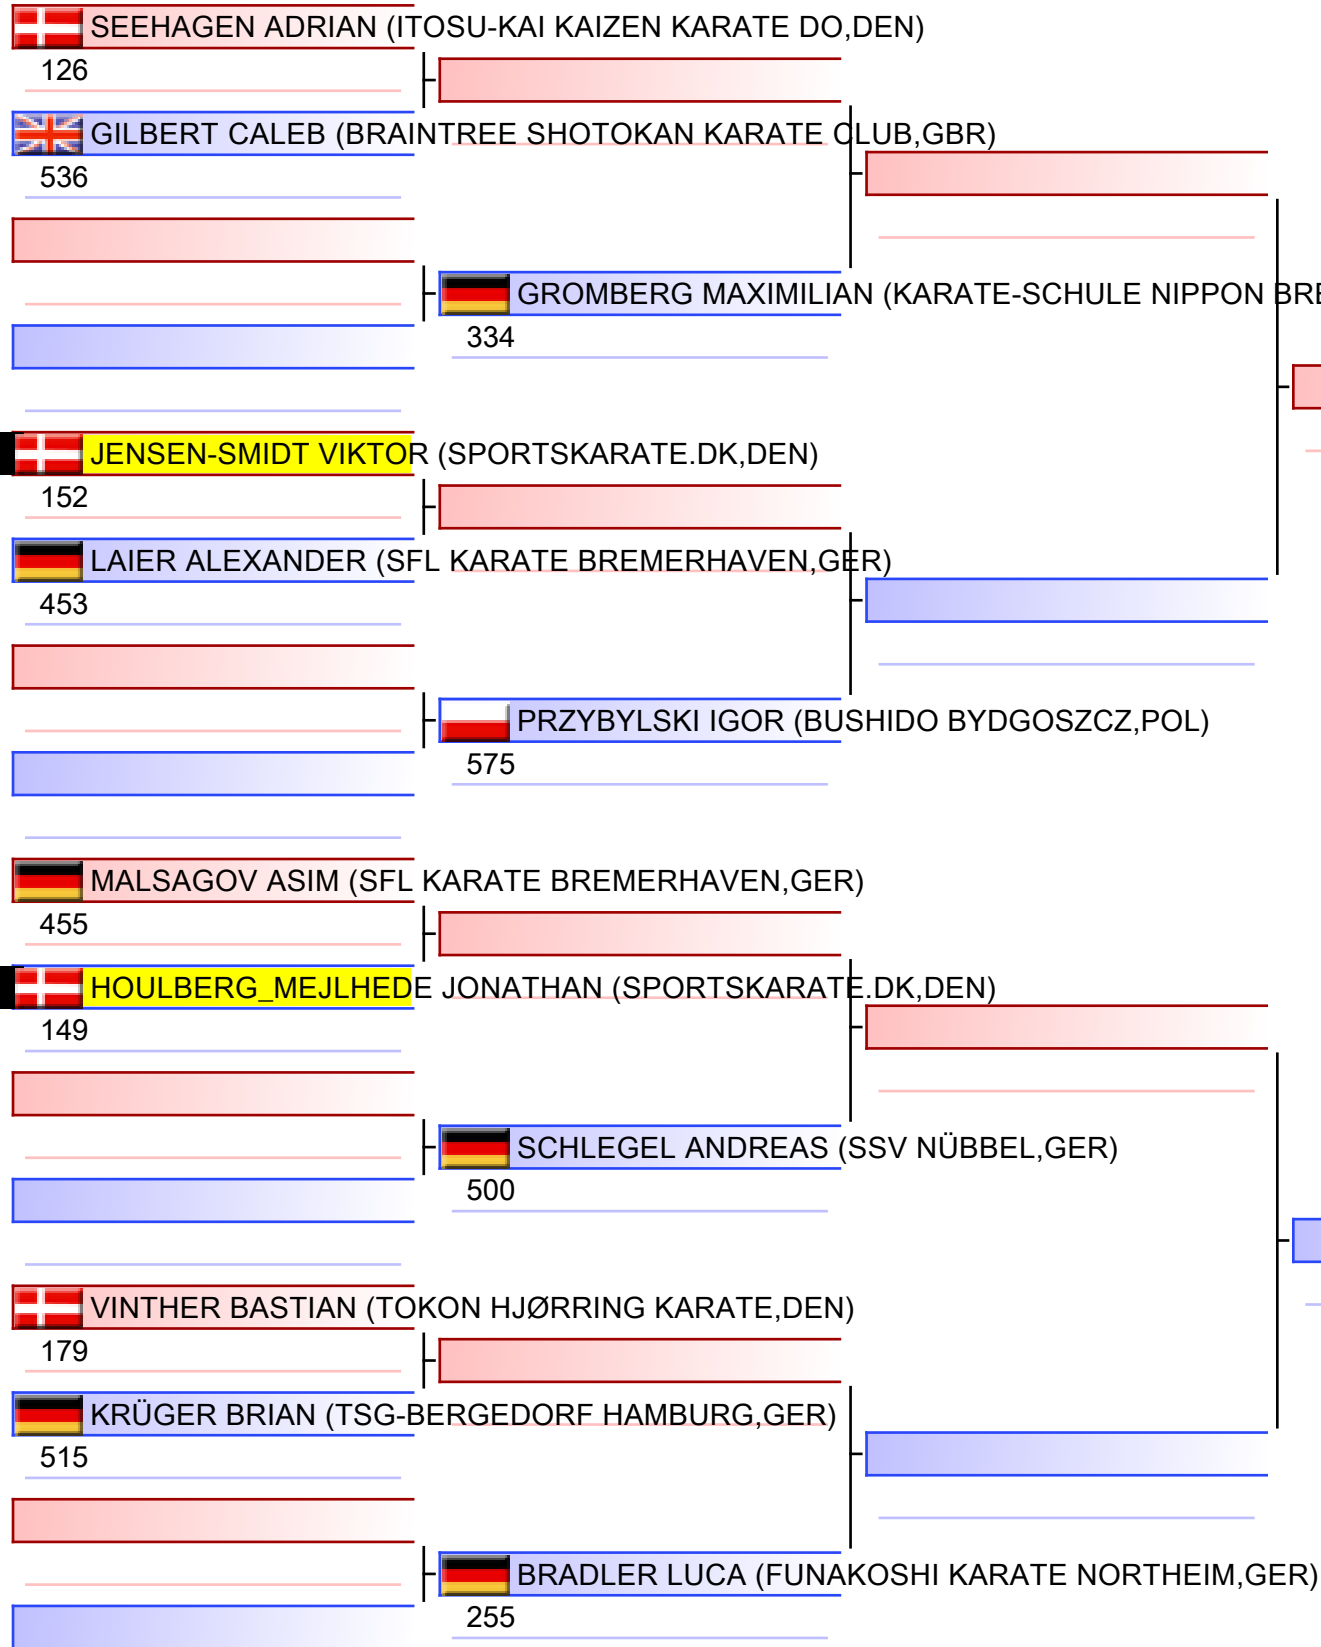 SEEHAGEN ADRIAN (ITOSU-KAI KAIZEN KARATE DO,DEN)
126
GILBERT CALEB (BRAINTREE SHOTOKAN KARATE CLUB,GBR)
536
GROMBERG MAXIMILIAN (KARATE-SCHULE NIPPON BRE
334
JENSEN-SMIDT VIKTOR (SPORTSKARATE.DK,DEN)
152
LAIER ALEXANDER (SFL KARATE BREMERHAVEN,GER)
453
PRZYBYLSKI IGOR (BUSHIDO BYDGOSZCZ,POL)
575
MALSAGOV ASIM (SFL KARATE BREMERHAVEN,GER)
455
HOULBERG_MEJLHEDE JONATHAN (SPORTSKARATE.DK,DEN)
149
SCHLEGEL ANDREAS (SSV NÜBBEL,GER)
500
VINTHER BASTIAN (TOKON HJØRRING KARATE,DEN)
179
KRÜGER BRIAN (TSG-BERGEDORF HAMBURG,GER)
515
BRADLER LUCA (FUNAKOSHI KARATE NORTHEIM,GER)
255